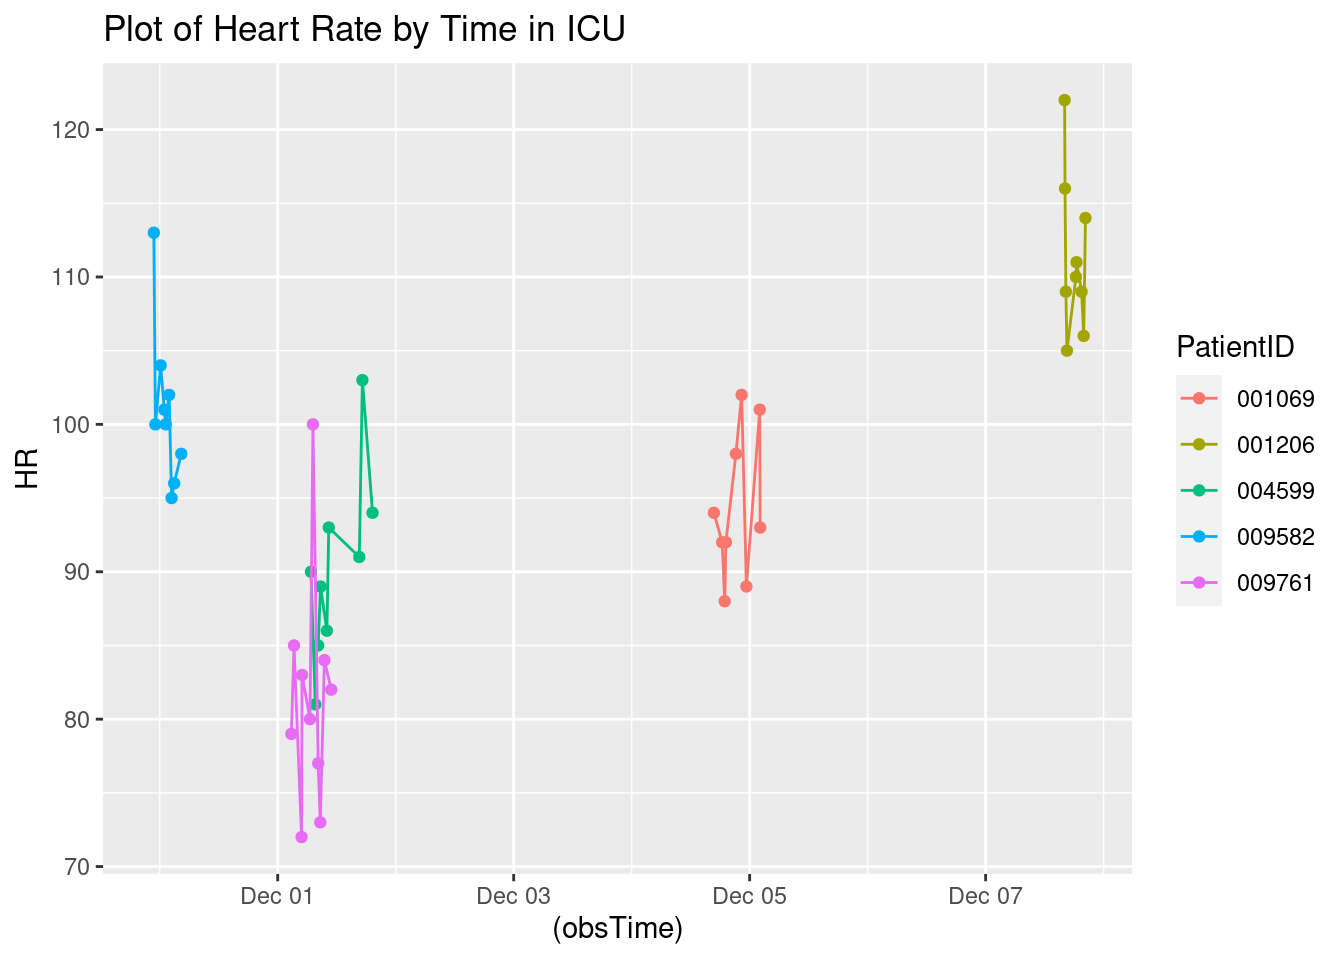 Plot of Heart Rate by Time in ICU
HR
120
110
100
90
80
70
Dec 01 Dec 03 Dec 05 Dec 07
(obsTime)
PatientID
001069
001206
004599
009582
009761